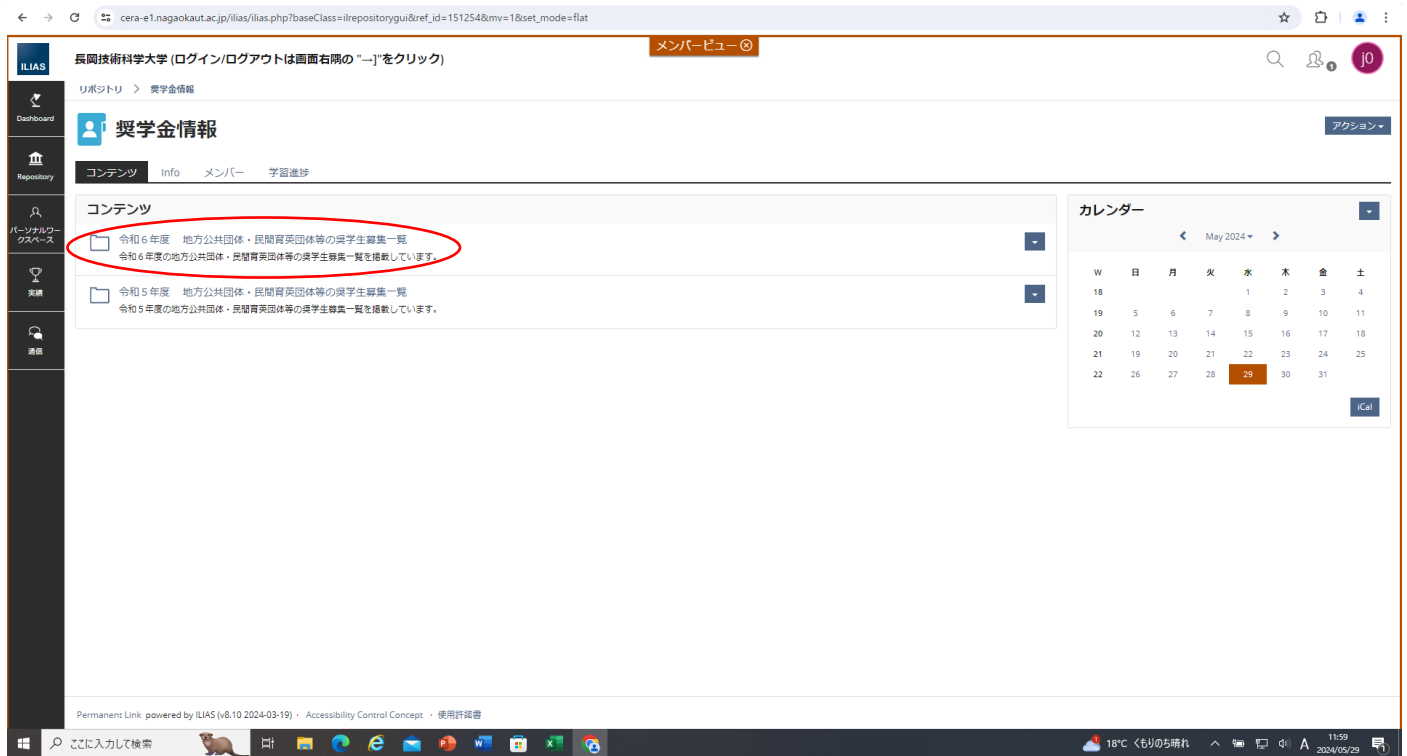 cera-e1.nagaokaut.ac.jp/ilias/ilias.php?baseClass=ilrepositorygui&ref_id=151254&mv=1&set_mode=flat
メンバービュー
ILIAS
長岡技術科学大学 (ログイン/ログアウトは画面右隅の "→]"をクリック)
1
j0
リポジトリ > 奨学金情報
Dashboard
Repository
パーソナルワークスペース
実績
通信
奨学金情報
アクション
コンテンツ Info メンバー 学習進捗
コンテンツ
令和６年度 地方公共団体・民間育英団体等の奨学生募集一覧
令和６年度の地方公共団体・民間育英団体等の奨学生募集一覧を掲載しています。
令和５年度 地方公共団体・民間育英団体等の奨学生募集一覧
令和５年度の地方公共団体・民間育英団体等の奨学生募集一覧を掲載しています。
カレンダー
May 2024
W 日 月 火 水 木 金 土
18 1 2 3 4
19 5 6 7 8 9 10 11
20 12 13 14 15 16 17 18
21 19 20 21 22 23 24 25
22 26 27 28 29 30 31
iCal
Permanent Link powered by ILIAS (v8.10 2024-03-19) · Accessibility Control Concept · 使用許諾書
ここに入力して検索
1
18°C くもりのち晴れ
A
11:59
2024/05/29
1